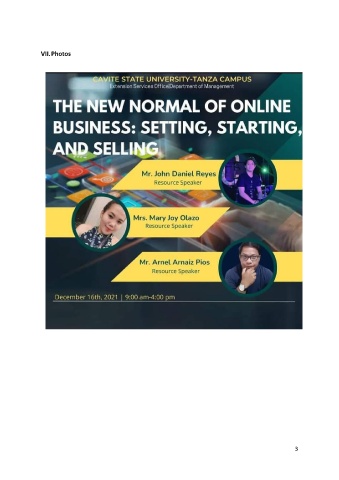 VII.Photos
CAVITE STATE UNIVERSITY-TANZA CAMPUS
Extension Services Office|Department of Management
THE NEW NORMAL OF ONLINE
BUSINESS: SETTING, STARTING,
AND SELLING
Mr. John Daniel Reyes
Resource Speaker
Mrs. Mary Joy Olazo
Resource Speaker
Mr. Arnel Arnaiz Pios
Resource Speaker
December 16th, 2021 | 9:00 am-4:00 pm
3